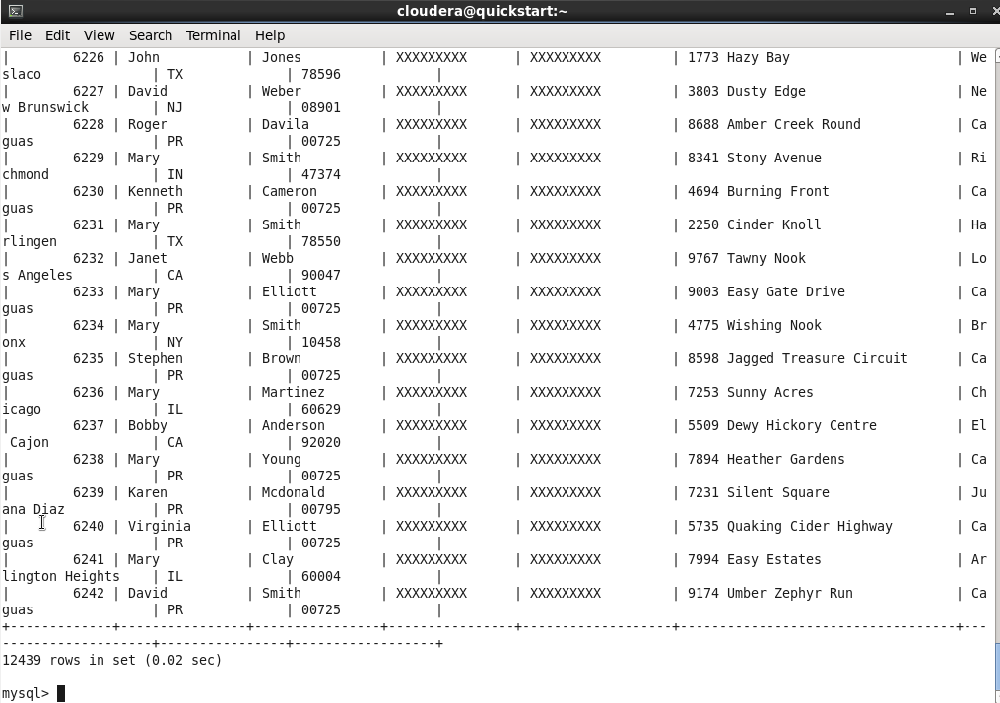 cloudera@quickstart:~
File Edit View Search Terminal Help
|        6226 | John           | Jones          | XXXXXXXXX      | XXXXXXXXX         | 1773 Hazy Bay                     | We
slaco              | TX             | 78596            |
|        6227 | David          | Weber          | XXXXXXXXX      | XXXXXXXXX         | 3803 Dusty Edge                   | Ne
w Brunswick        | NJ             | 08901            |
|        6228 | Roger          | Davila         | XXXXXXXXX      | XXXXXXXXX         | 8688 Amber Creek Round            | Ca
guas               | PR             | 00725            |
|        6229 | Mary           | Smith          | XXXXXXXXX      | XXXXXXXXX         | 8341 Stony Avenue                 | Ri
chmond             | IN             | 47374            |
|        6230 | Kenneth        | Cameron        | XXXXXXXXX      | XXXXXXXXX         | 4694 Burning Front                | Ca
guas               | PR             | 00725            |
|        6231 | Mary           | Smith          | XXXXXXXXX      | XXXXXXXXX         | 2250 Cinder Knoll                 | Ha
rlingen            | TX             | 78550            |
|        6232 | Janet          | Webb           | XXXXXXXXX      | XXXXXXXXX         | 9767 Tawny Nook                   | Lo
s Angeles          | CA             | 90047            |
|        6233 | Mary           | Elliott        | XXXXXXXXX      | XXXXXXXXX         | 9003 Easy Gate Drive              | Ca
guas               | PR             | 00725            |
|        6234 | Mary           | Smith          | XXXXXXXXX      | XXXXXXXXX         | 4775 Wishing Nook                 | Br
onx                | NY             | 10458            |
|        6235 | Stephen        | Brown          | XXXXXXXXX      | XXXXXXXXX         | 8598 Jagged Treasure Circuit      | Ca
guas               | PR             | 00725            |
|        6236 | Mary           | Martinez       | XXXXXXXXX      | XXXXXXXXX         | 7253 Sunny Acres                  | Ch
icago              | IL             | 60629            |
|        6237 | Bobby          | Anderson       | XXXXXXXXX      | XXXXXXXXX         | 5509 Dewy Hickory Centre          | El
 Cajon             | CA             | 92020            |
|        6238 | Mary           | Young          | XXXXXXXXX      | XXXXXXXXX         | 7894 Heather Gardens              | Ca
guas               | PR             | 00725            |
|        6239 | Karen          | Mcdonald       | XXXXXXXXX      | XXXXXXXXX         | 7231 Silent Square                | Ju
ana Diaz           | PR             | 00795            |
|        6240 | Virginia       | Elliott        | XXXXXXXXX      | XXXXXXXXX         | 5735 Quaking Cider Highway        | Ca
guas               | PR             | 00725            |
|        6241 | Mary           | Clay           | XXXXXXXXX      | XXXXXXXXX         | 7994 Easy Estates                 | Ar
lington Heights    | IL             | 60004            |
|        6242 | David          | Smith          | XXXXXXXXX      | XXXXXXXXX         | 9174 Umber Zephyr Run             | Ca
guas               | PR             | 00725            |
+-------------+----------------+----------------+----------------+-------------------+-----------------------------------+---
-------------------+----------------+------------------+
12439 rows in set (0.02 sec)
mysql>